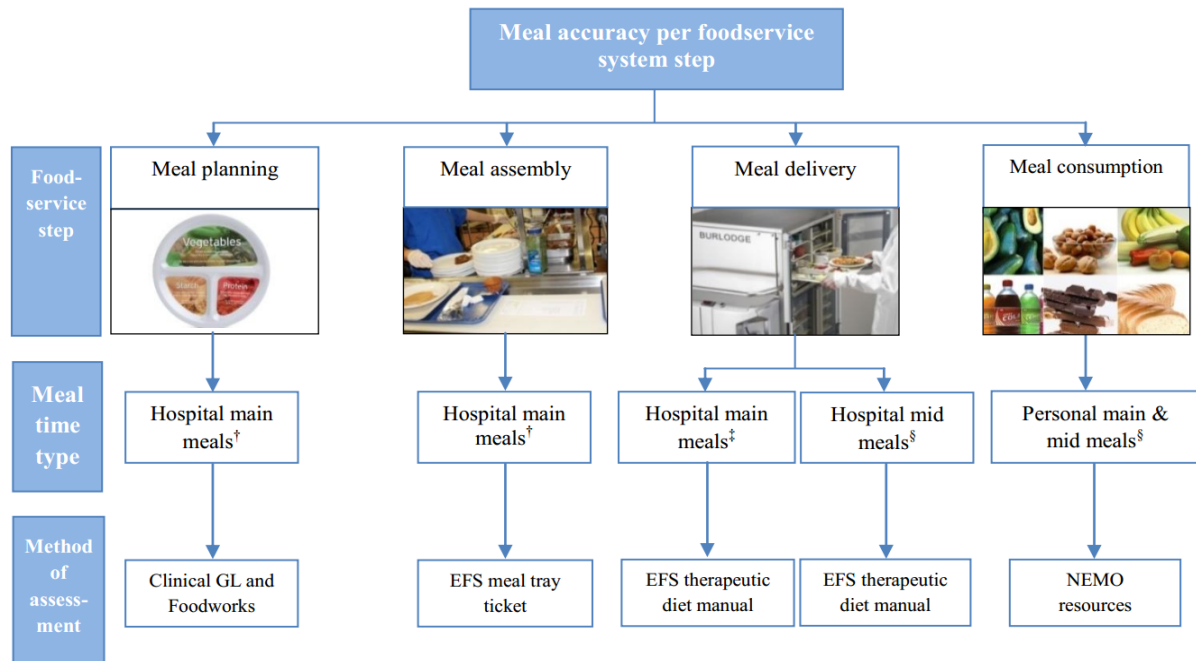 Meal accuracy per foodservice
system step
Food-
service
step
Meal planning
Meal assembly
Meal delivery
Meal consumption
Vegetables
Starch
Protein
BURLODGE
COLA
Meal
time
type
Hospital main
meals†
Hospital main
meals†
Hospital main
meals‡
Hospital mid
meals§
Personal main &
mid meals§
Method
of
assess-
ment
Clinical GL and
Foodworks
EFS meal tray
ticket
EFS therapeutic
diet manual
EFS therapeutic
diet manual
NEMO
resources